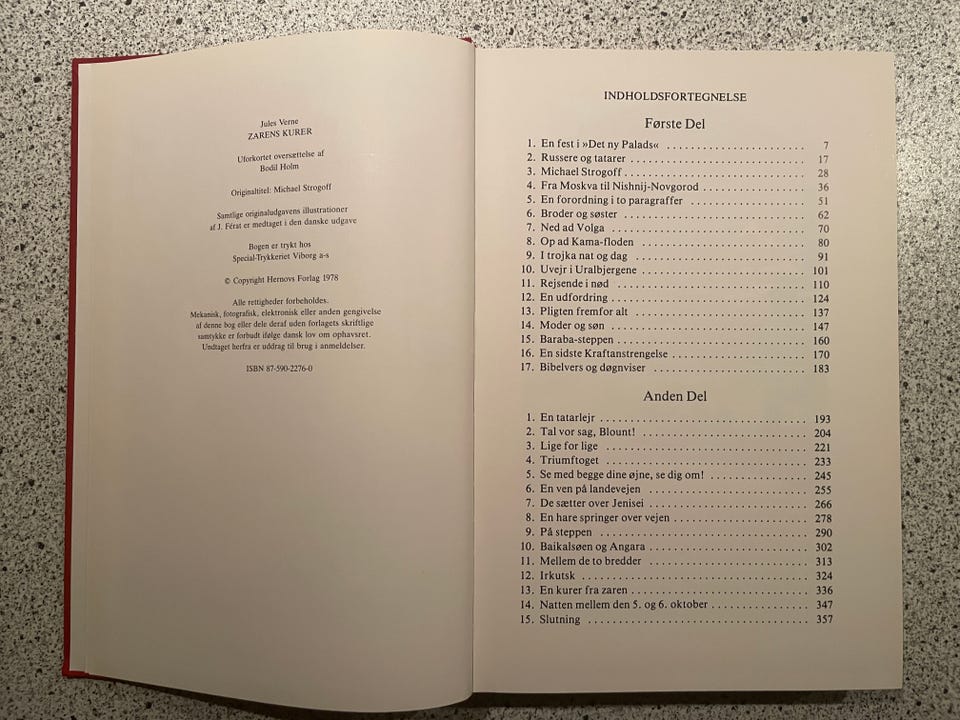 Jules Verne
ZARENS KURER
Uforkortet oversættelse af
Bodil Holm
Originaltitel: Michael Strogoff
Samtlige originaludgavens illustrationer
af J. Férat er medtaget i den danske udgave
Bogen er trykt hos
Special-Trykkeriet Viborg a-s
© Copyright Hernovs Forlag 1978
Alle rettigheder forbeholdes.
Mekanisk, fotografisk, elektronisk eller anden gengivelse
af denne bog eller dele deraf uden forlagets skriftlige
samtykke er forbudt ifølge dansk lov om ophavsret.
Undtaget herfra er uddrag til brug i anmeldelser.
ISBN 87-590-2276-0
INDHOLDSFORTEGNELSE
Første Del
1. En fest i »Det ny Palads« . . . . . . . . . . . . . . . . . . . . . 7
2. Russere og tatarer . . . . . . . . . . . . . . . . . . . . . . . . . . 17
3. Michael Strogoff . . . . . . . . . . . . . . . . . . . . . . . . . . . 28
4. Fra Moskva til Nishnij-Novgorod . . . . . . . . . . . . . . . 36
5. En forordning i to paragraffer . . . . . . . . . . . . . . . . . . 51
6. Broder og søster . . . . . . . . . . . . . . . . . . . . . . . . . . . 62
7. Ned ad Volga . . . . . . . . . . . . . . . . . . . . . . . . . . . . . 70
8. Op ad Kama-floden . . . . . . . . . . . . . . . . . . . . . . . . . 80
9. I trojka nat og dag . . . . . . . . . . . . . . . . . . . . . . . . . 91
10. Uvejr i Uralbjergene . . . . . . . . . . . . . . . . . . . . . . . . 101
11. Rejsende i nød . . . . . . . . . . . . . . . . . . . . . . . . . . . . 110
12. En udfordring . . . . . . . . . . . . . . . . . . . . . . . . . . . . . 124
13. Pligten fremfor alt . . . . . . . . . . . . . . . . . . . . . . . . . . 137
14. Moder og søn . . . . . . . . . . . . . . . . . . . . . . . . . . . . . 147
15. Baraba-steppen . . . . . . . . . . . . . . . . . . . . . . . . . . . . 160
16. En sidste Kraftanstrengelse . . . . . . . . . . . . . . . . . . . . 170
17. Bibelvers og døgnviser . . . . . . . . . . . . . . . . . . . . . . . 183
Anden Del
1. En tatarlejr . . . . . . . . . . . . . . . . . . . . . . . . . . . . . . . 193
2. Tal vor sag, Blount! . . . . . . . . . . . . . . . . . . . . . . . . . 204
3. Lige for lige . . . . . . . . . . . . . . . . . . . . . . . . . . . . . . 221
4. Triumftoget . . . . . . . . . . . . . . . . . . . . . . . . . . . . . . 233
5. Se med begge dine øjne, se dig om! . . . . . . . . . . . . . . 245
6. En ven på landevejen . . . . . . . . . . . . . . . . . . . . . . . . 255
7. De sætter over Jenisei . . . . . . . . . . . . . . . . . . . . . . . 266
8. En hare springer over vejen . . . . . . . . . . . . . . . . . . . 278
9. På steppen . . . . . . . . . . . . . . . . . . . . . . . . . . . . . . . 290
10. Baikalsøen og Angara . . . . . . . . . . . . . . . . . . . . . . . 302
11. Mellem de to bredder . . . . . . . . . . . . . . . . . . . . . . . 313
12. Irkutsk . . . . . . . . . . . . . . . . . . . . . . . . . . . . . . . . . . 324
13. En kurer fra zaren . . . . . . . . . . . . . . . . . . . . . . . . . . 336
14. Natten mellem den 5. og 6. oktober . . . . . . . . . . . . . . 347
15. Slutning . . . . . . . . . . . . . . . . . . . . . . . . . . . . . . . . . 357